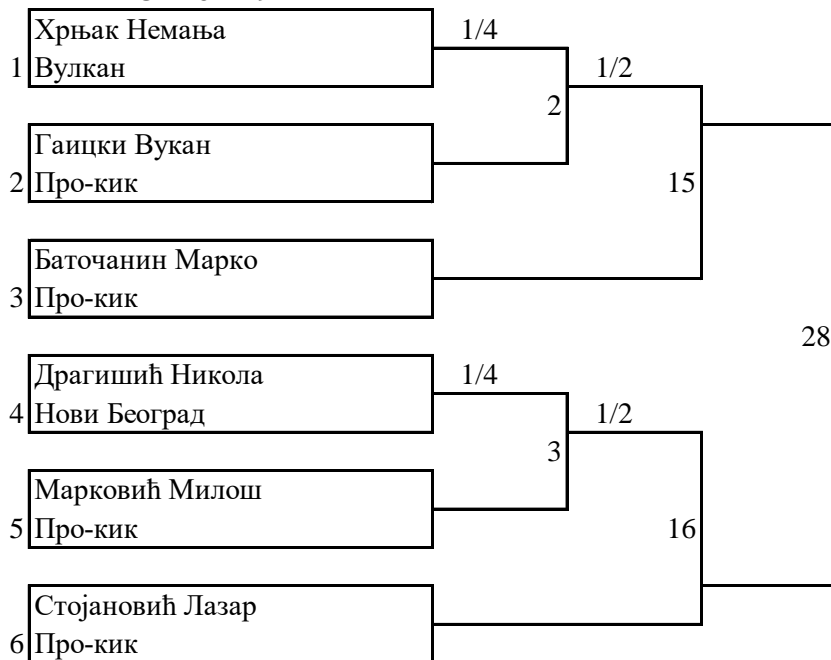 Хрњак Немања
1/4
1 Вулкан
1/2
2
Гаицки Вукан
2 Про-кик
15
Баточанин Марко
3 Про-кик
28
Драгишић Никола
1/4
4 Нови Београд
1/2
3
Марковић Милош
5 Про-кик
16
Стојановић Лазар
6 Про-кик